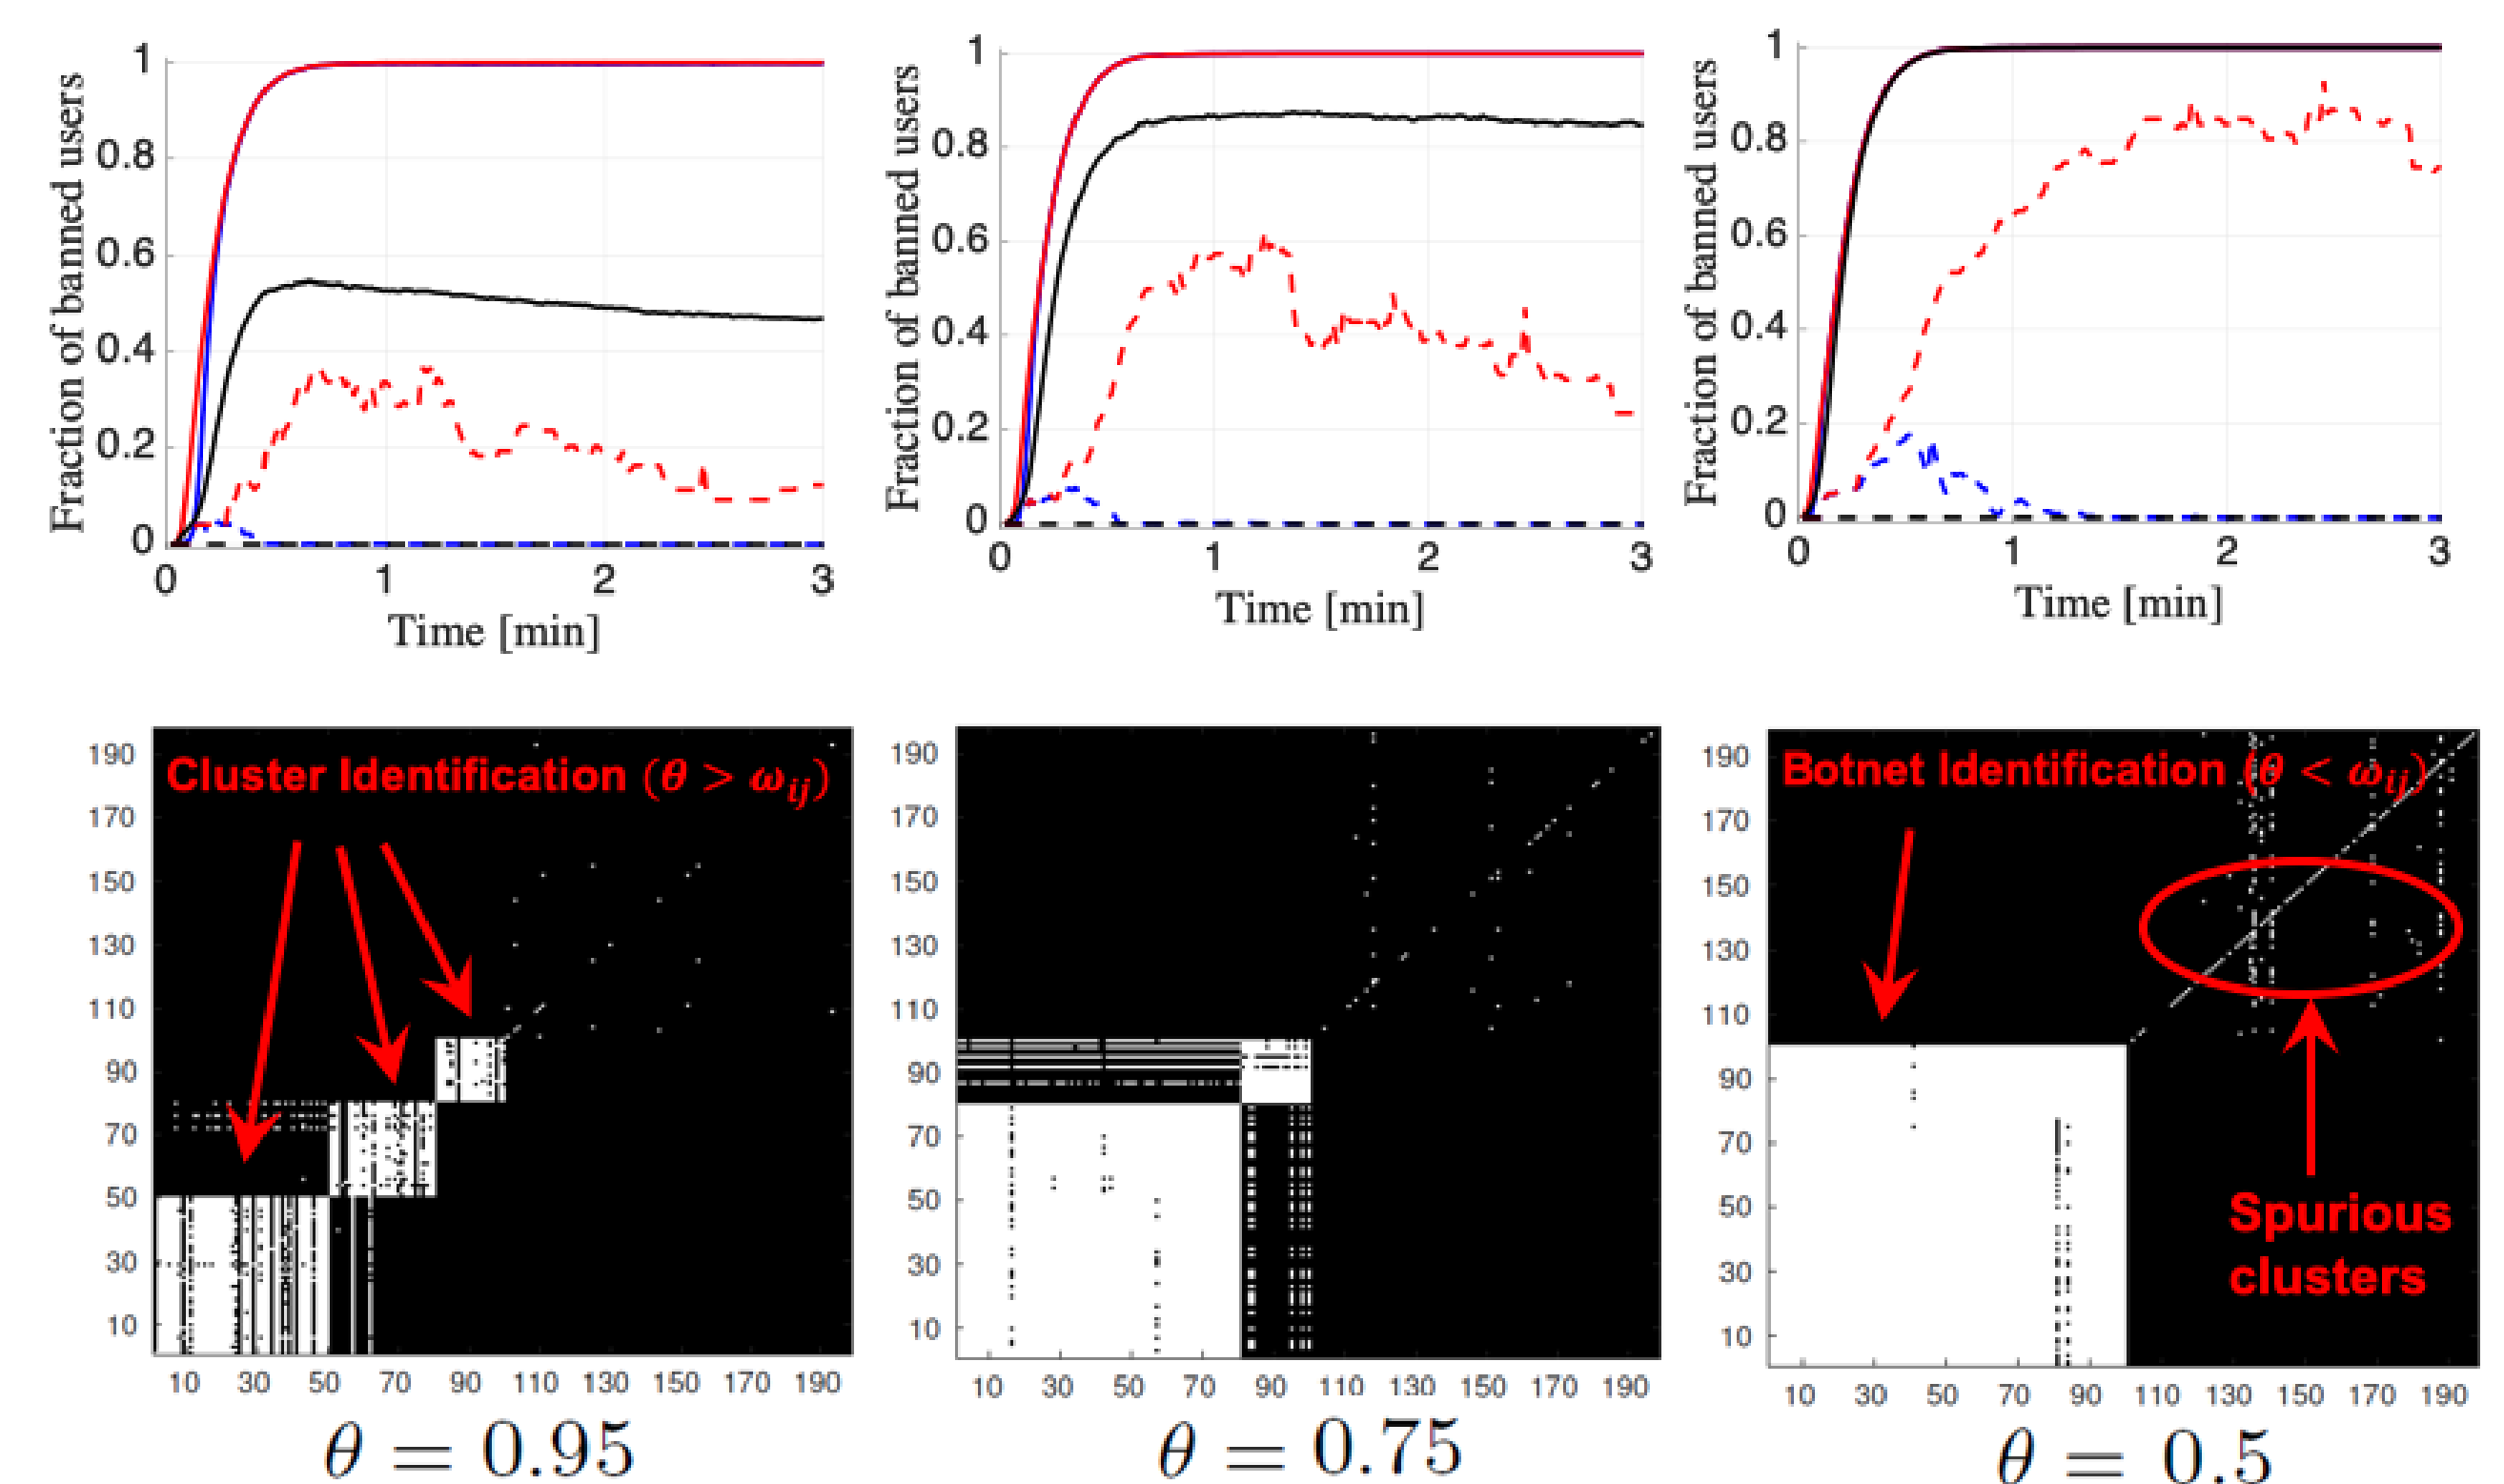 Fraction of banned users
1
0.8
0.6
0.4
0.2
0
0 1 2 3
Time [min]
Fraction of banned users
1
0.8
0.6
0.4
0.2
0
0 1 2 3
Time [min]
Fraction of banned users
1
0.8
0.6
0.4
0.2
0
0 1 2 3
Time [min]
Cluster Identification (θ > ω_{ij})
190
170
150
130
110
90
70
50
30
10
10 30 50 70 90 110 130 150 170 190
θ = 0.95
190
170
150
130
110
90
70
50
30
10
10 30 50 70 90 110 130 150 170 190
θ = 0.75
Botnet Identification (θ < ω_{ij})
190
170
150
130
110
90
70
50
30
10
Spurious
clusters
10 30 50 70 90 110 130 150 170 190
θ = 0.5